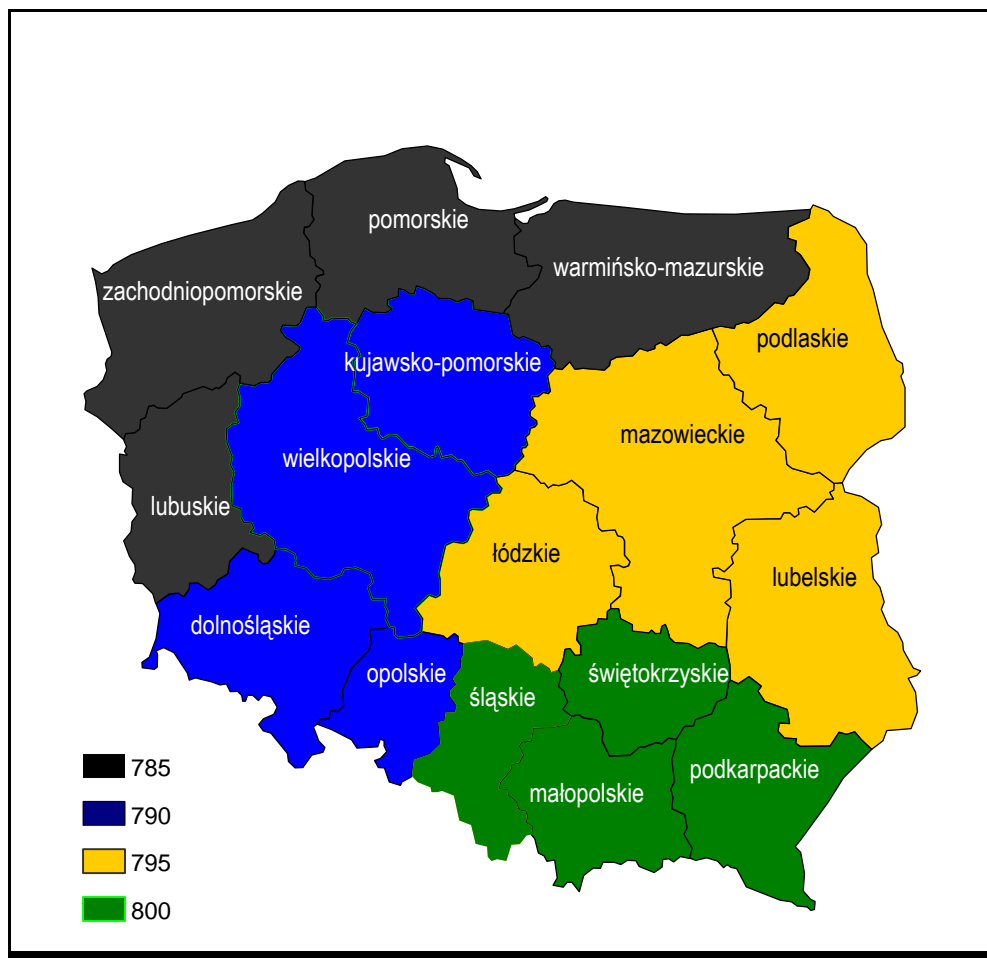 pomorskie
warmińsko-mazurskie
zachodniopomorskie
podlaskie
kujawsko-pomorskie
mazowieckie
wielkopolskie
lubuskie
łódzkie
lubelskie
dolnośląskie
opolskie
świętokrzyskie
śląskie
podkarpackie
małopolskie
785
790
795
800